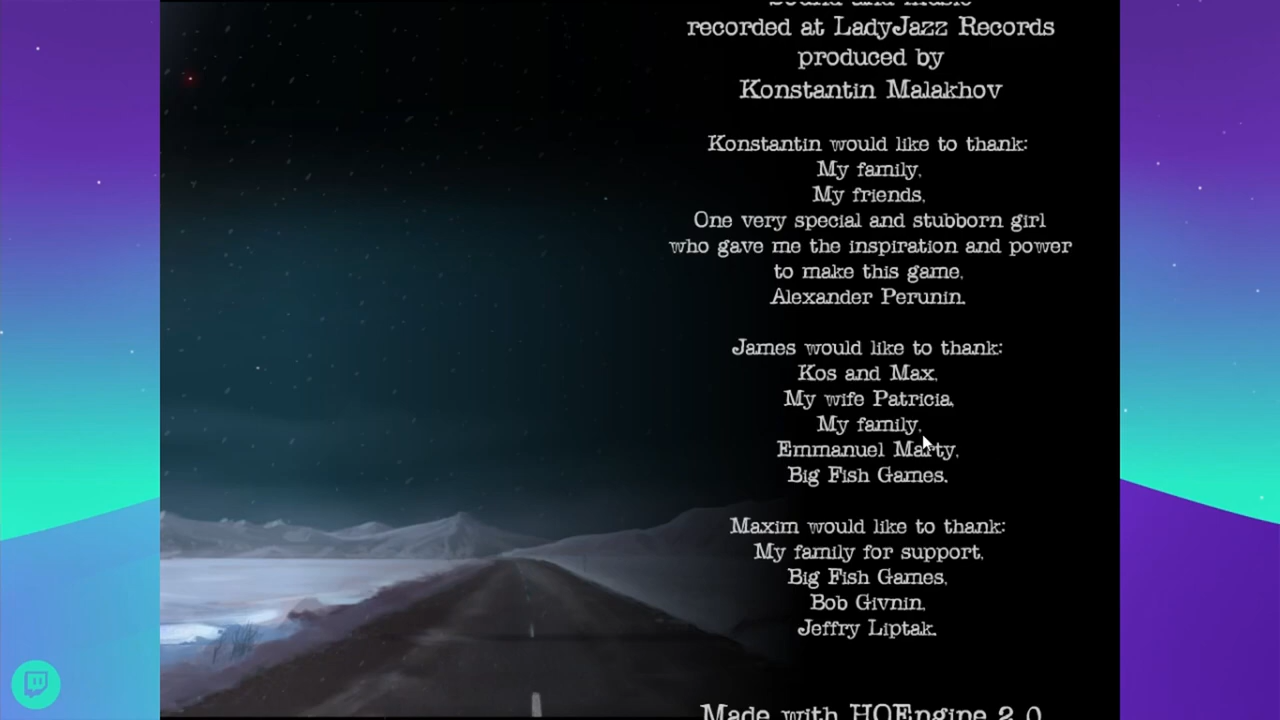 Sound and music
recorded at LadyJazz Records
produced by
Konstantin Malakhov
Konstantin would like to thank:
My family,
My friends,
One very special and stubborn girl
who gave me the inspiration and power
to make this game,
Alexander Perunin.
James would like to thank:
Kos and Max,
My wife Patricia,
My family,
Emmanuel Marty,
Big Fish Games.
Maxim would like to thank:
My family for support,
Big Fish Games,
Bob Givnin,
Jeffry Liptak.
Made with HOEngine 2.0